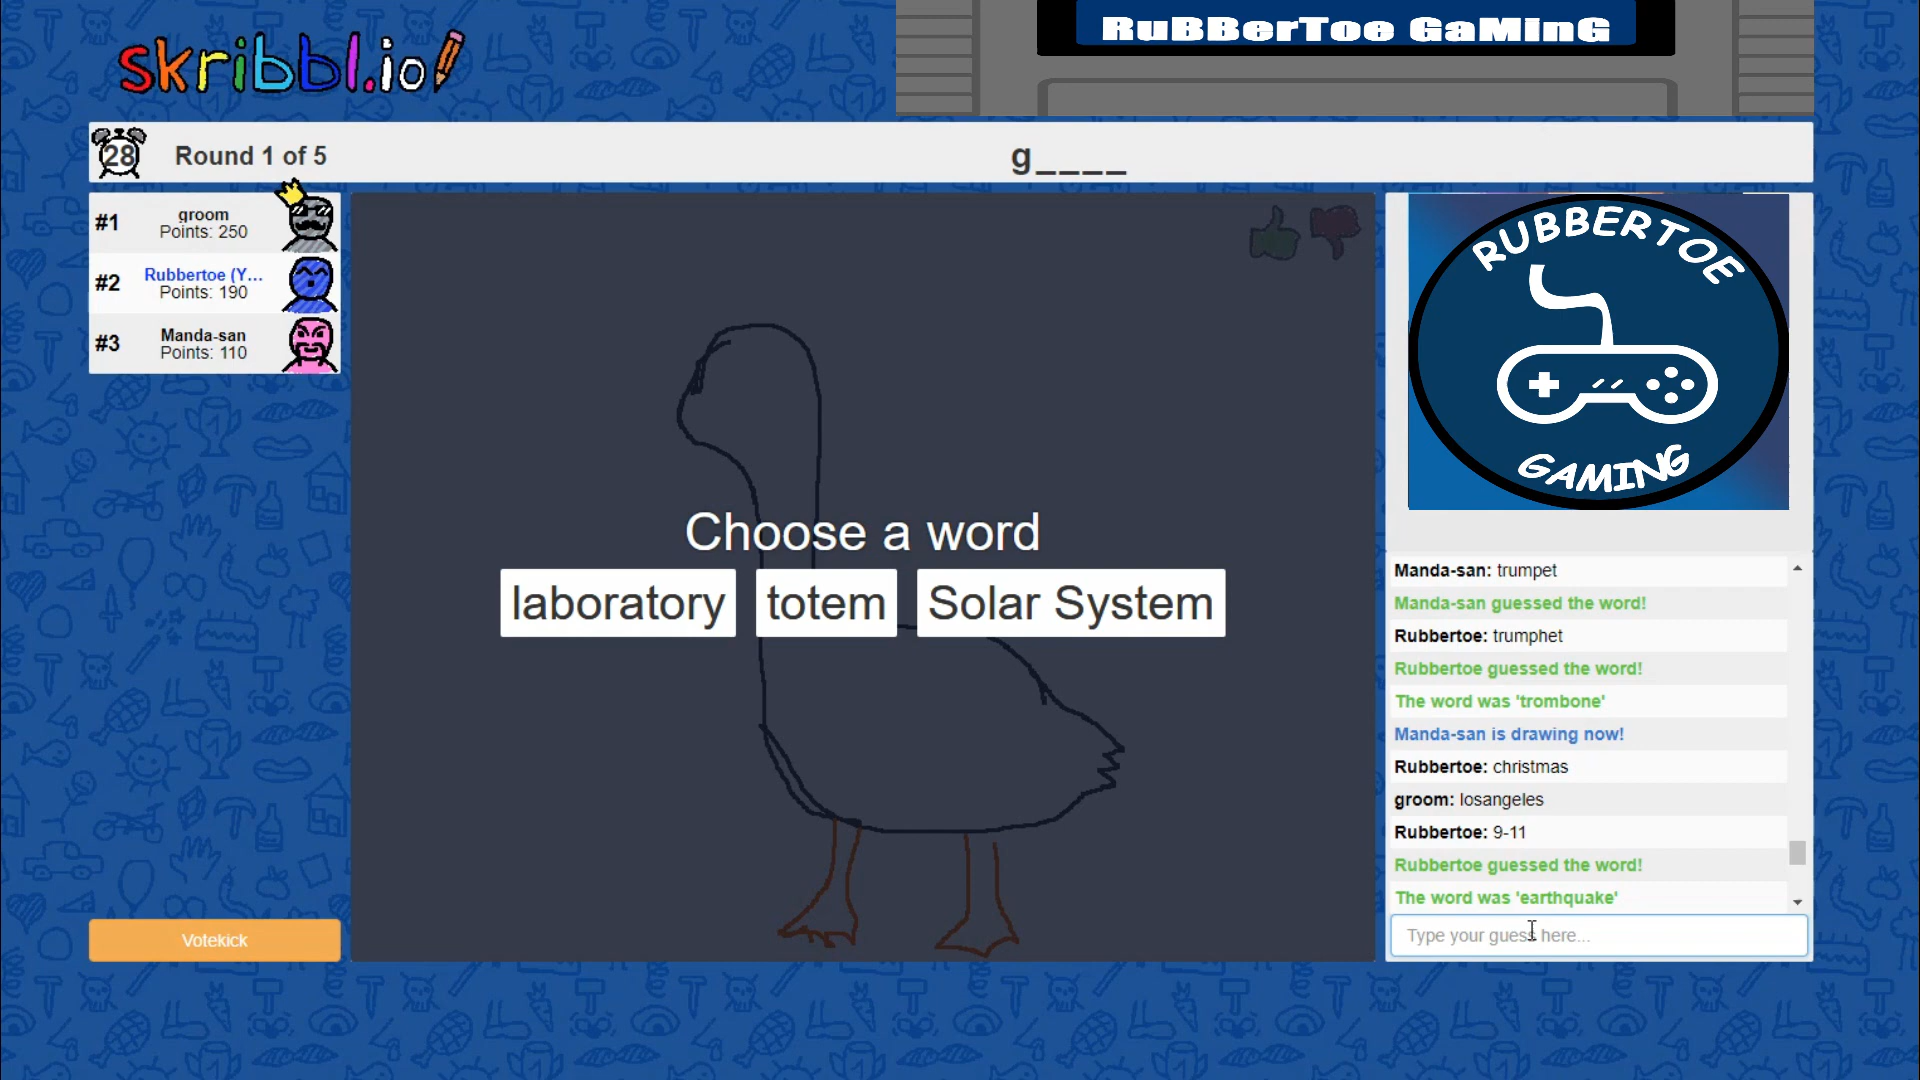 RuBBerToe GaMinG
skribbl.io
28
Round 1 of 5
g____
#1
groom
Points: 250
#2
Rubbertoe (Y...
Points: 190
#3
Manda-san
Points: 110
RUBBERTOE
GAMING
Choose a word
laboratory
totem
Solar System
Manda-san: trumpet
Manda-san guessed the word!
Rubbertoe: trumphet
Rubbertoe guessed the word!
The word was 'trombone'
Manda-san is drawing now!
Rubbertoe: christmas
groom: losangeles
Rubbertoe: 9-11
Rubbertoe guessed the word!
The word was 'earthquake'
Votekick
Type your guess here...